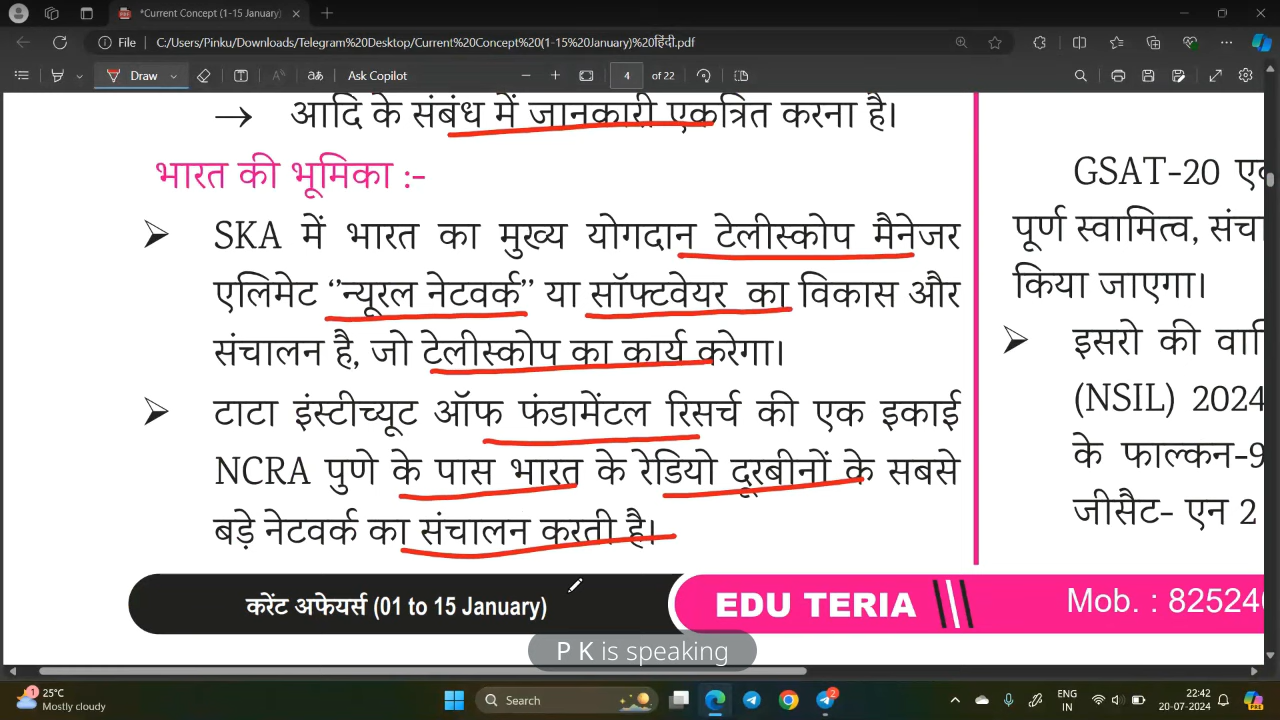 *Current Concept (1-15 January)
File C:/Users/Pinku/Downloads/Telegram%20Desktop/Current%20Concept%20(1-15%20January)%20हिंदी.pdf
Draw
Ask Copilot
4 of 22
→ आदि के संबंध में जानकारी एकत्रित करना है।
भारत की भूमिका :-
➢ SKA में भारत का मुख्य योगदान टेलीस्कोप मैनेजर
एलिमेट ‘’न्यूरल नेटवर्क’’ या सॉफ्टवेयर का विकास और
संचालन है, जो टेलीस्कोप का कार्य करेगा।
➢ टाटा इंस्टीच्यूट ऑफ फंडामेंटल रिसर्च की एक इकाई
NCRA पुणे के पास भारत के रेडियो दूरबीनों के सबसे
बड़े नेटवर्क का संचालन करती है।
GSAT-20
पूर्ण स्वामित्व,
किया जाएगा।
➢ इसरो की
(NSIL) 2024
के फाल्कन-9
जीसैट- एन 2
करेंट अफेयर्स (01 to 15 January)
EDU TERIA
Mob. : 82524
P K is speaking
1
25°C
Mostly cloudy
Search
2
ENG
IN
22:42
20-07-2024